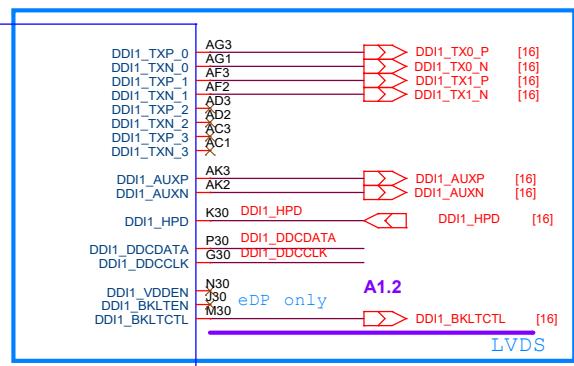 DDI1_TXP_0 AG3 DDI1_TX0_P [16]
DDI1_TXN_0 AG1 DDI1_TX0_N [16]
DDI1_TXP_1 AF3 DDI1_TX1_P [16]
DDI1_TXN_1 AF2 DDI1_TX1_N [16]
DDI1_TXP_2 AD3
DDI1_TXN_2 AD2
DDI1_TXP_3 AC3
DDI1_TXN_3 AC1
DDI1_AUXP AK3 DDI1_AUXP [16]
DDI1_AUXN AK2 DDI1_AUXN [16]
DDI1_HPD K30 DDI1_HPD DDI1_HPD [16]
DDI1_DDCDATA P30 DDI1_DDCDATA
DDI1_DDCCLK G30 DDI1_DDCCLK
DDI1_VDDEN N30 A1.2
DDI1_BKLTEN J30 eDP only
DDI1_BKLTCTL M30 DDI1_BKLTCTL [16]
LVDS